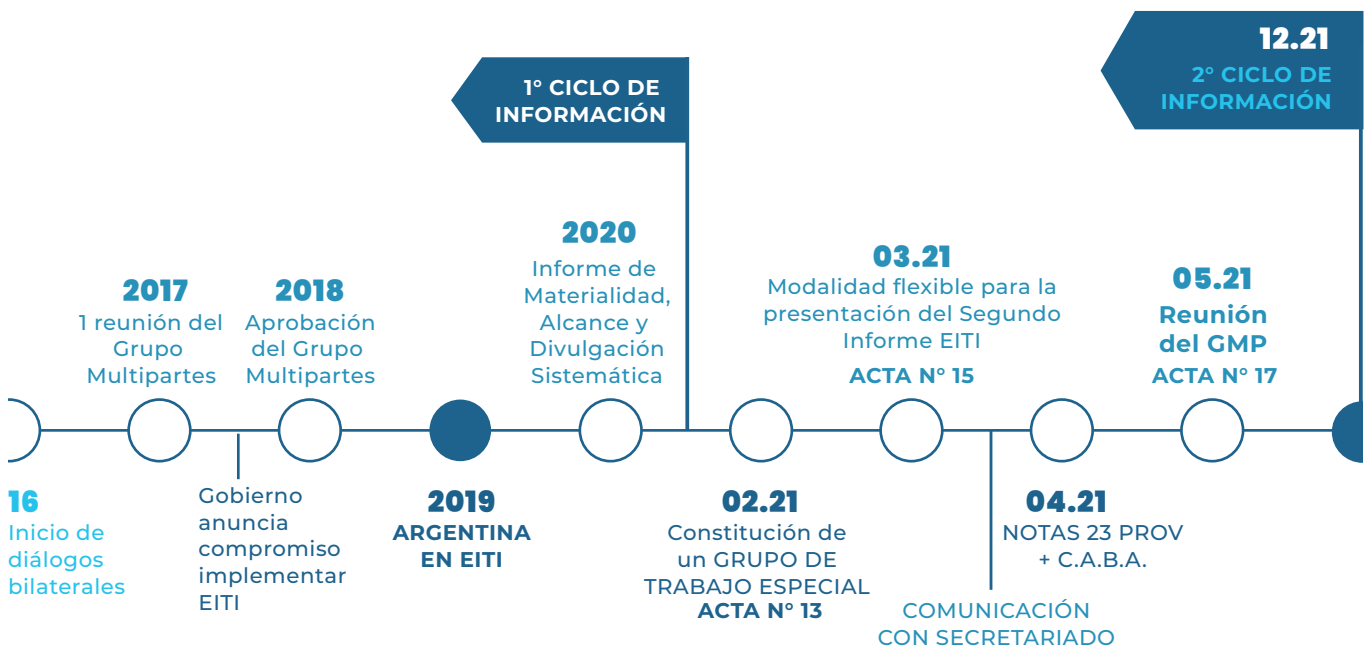 12.21
2° CICLO DE
INFORMACIÓN
1° CICLO DE
INFORMACIÓN
16
Inicio de
diálogos
bilaterales
2017
1 reunión del
Grupo
Multipartes
Gobierno
anuncia
compromiso
implementar
EITI
2018
Aprobación
del Grupo
Multipartes
2019
ARGENTINA
EN EITI
2020
Informe de
Materialidad,
Alcance y
Divulgación
Sistemática
02.21
Constitución de
un GRUPO DE
TRABAJO ESPECIAL
ACTA N° 13
03.21
Modalidad flexible para la
presentación del Segundo
Informe EITI
ACTA N° 15
COMUNICACIÓN
CON SECRETARIADO
04.21
NOTAS 23 PROV
+ C.A.B.A.
05.21
Reunión
del GMP
ACTA N° 17